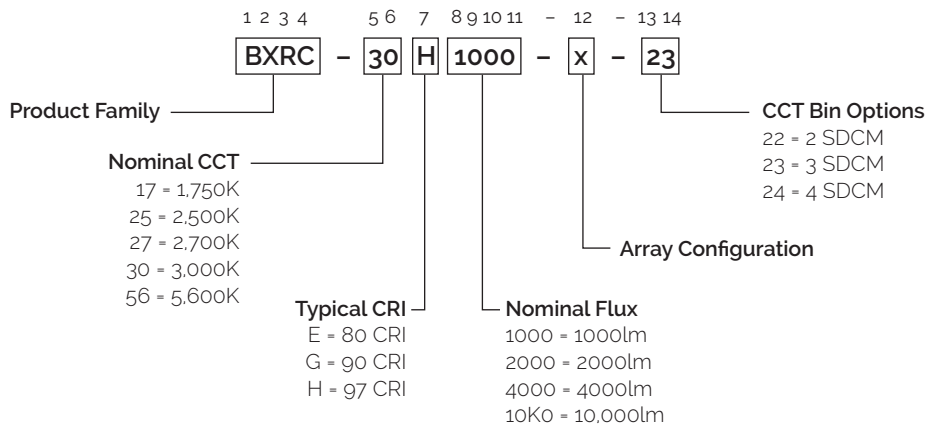 1 2 3 4 5 6 7 8 9 10 11 – 12 – 13 14
BXRC – 30 H 1000 – x – 23
Product Family
CCT Bin Options
22 = 2 SDCM
23 = 3 SDCM
24 = 4 SDCM
Nominal CCT
17 = 1,750K
25 = 2,500K
27 = 2,700K
30 = 3,000K
56 = 5,600K
Array Configuration
Typical CRI
E = 80 CRI
G = 90 CRI
H = 97 CRI
Nominal Flux
1000 = 1000lm
2000 = 2000lm
4000 = 4000lm
10K0 = 10,000lm